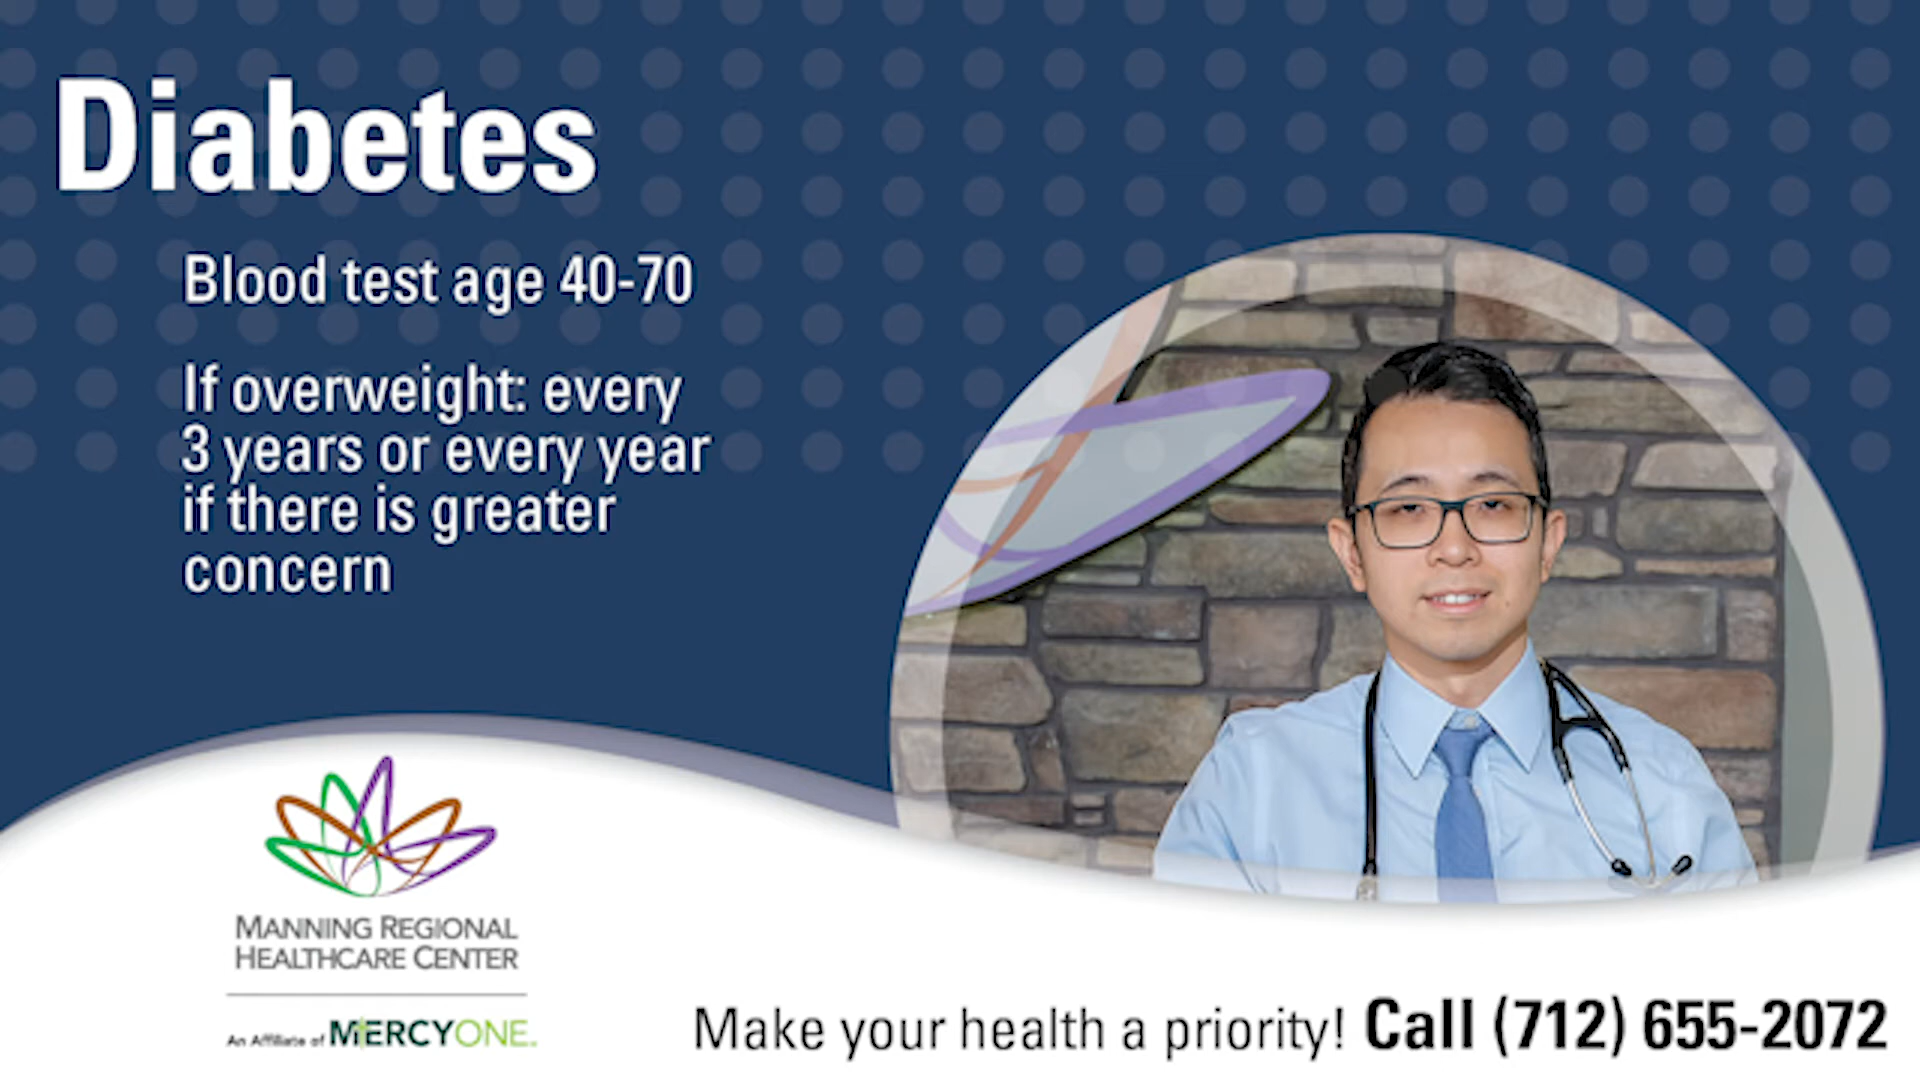 Diabetes
Blood test age 40-70
If overweight: every
3 years or every year
if there is greater
concern
MANNING REGIONAL
HEALTHCARE CENTER
An Affiliate of MERCYONE.
Make your health a priority! Call (712) 655-2072